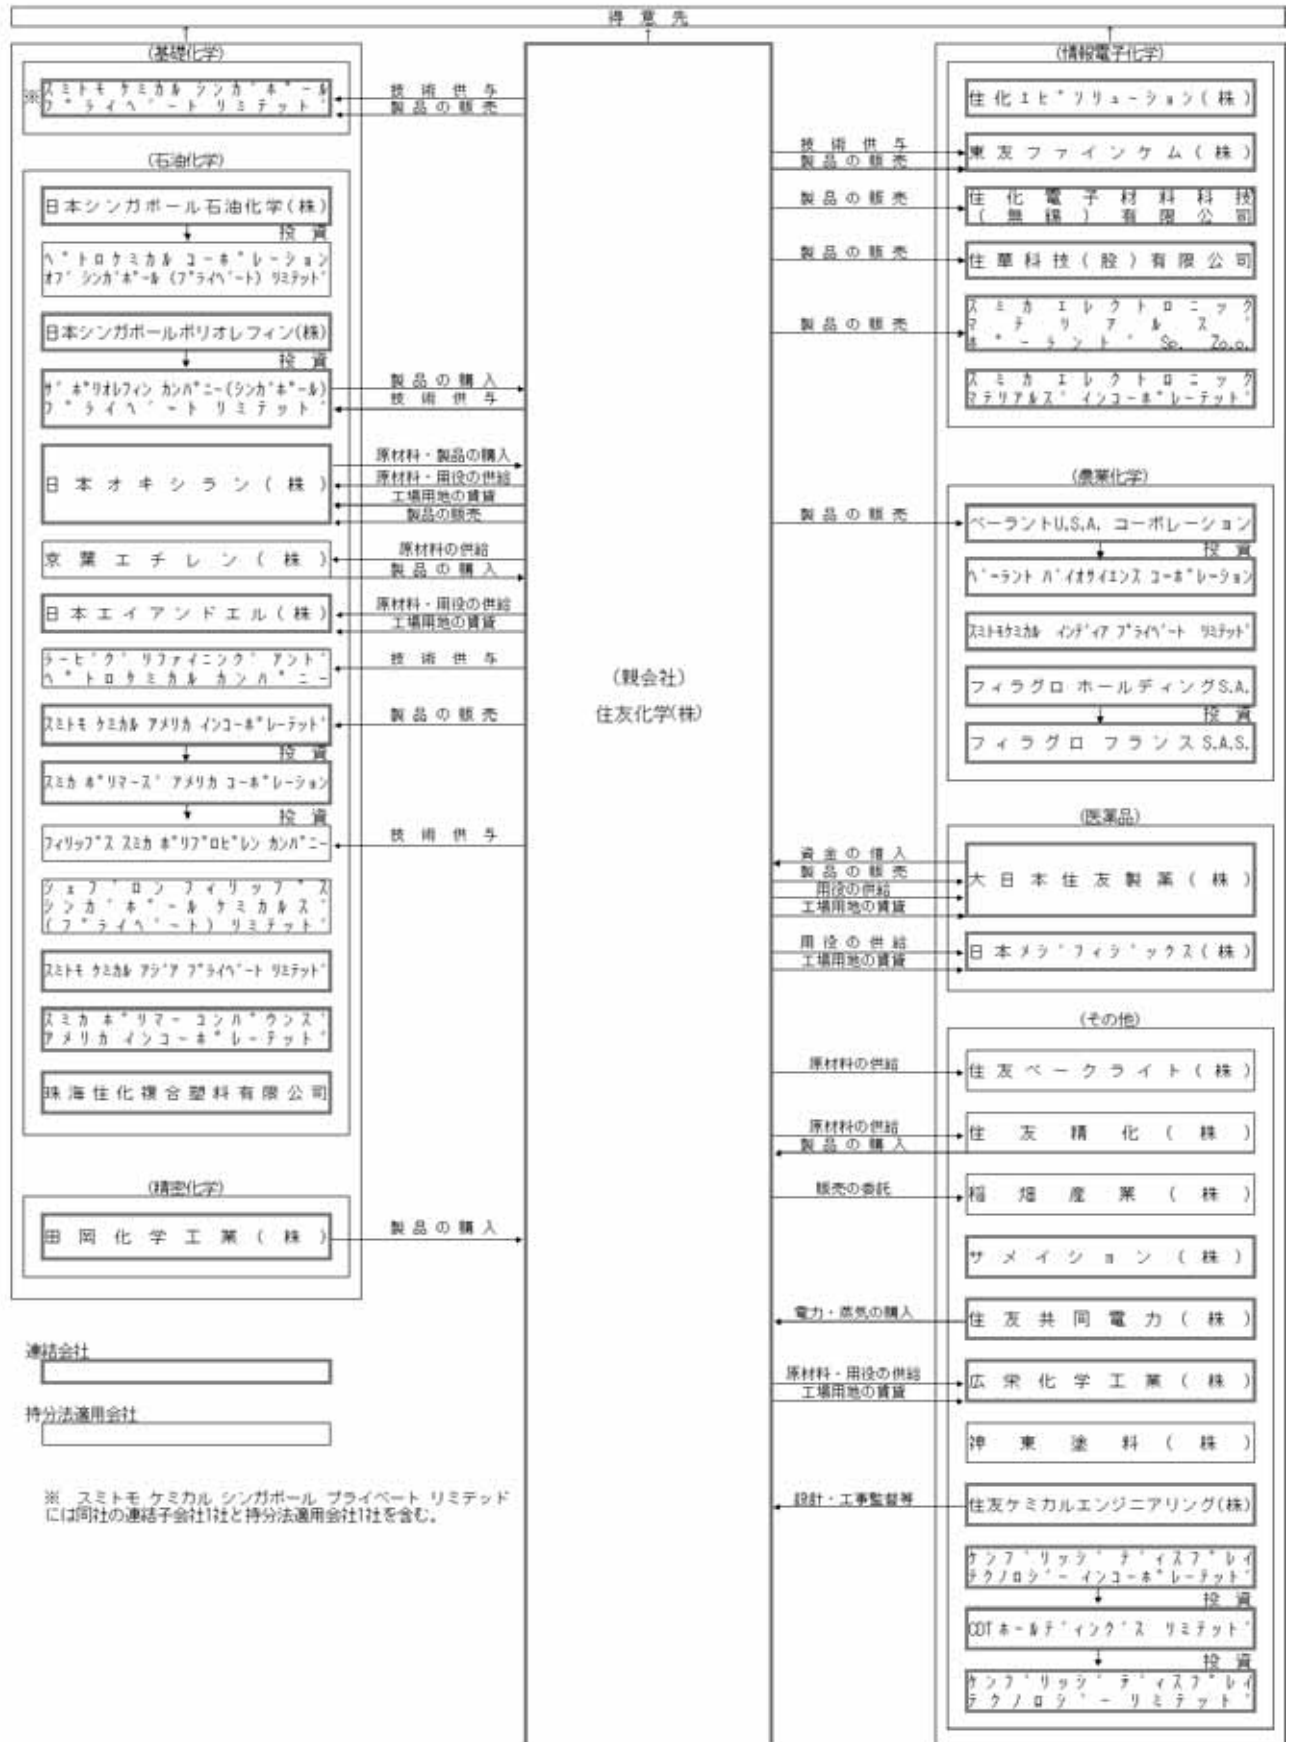 得意先
(基礎化学)
※
スミトモ ケミカル シンガポール
プライベート リミテッド
技術供与
製品の販売
(石油化学)
日本シンガポール石油化学(株)
投資
ペトロケミカル コーポレーション
オブ シンガポール (プライベート) リミテッド
日本シンガポールポリオレフィン(株)
投資
ザ ポリオレフィン カンパニー(シンガポール)
プライベート リミテッド
製品の購入
技術供与
日本オキシラン(株)
原材料・製品の購入
原材料・用役の供給
工場用地の賃貸
製品の販売
京葉エチレン(株)
原材料の供給
製品の購入
日本エイアンドエル(株)
原材料・用役の供給
工場用地の賃貸
ラービグ リファイニング アンド
ペトロケミカル カンパニー
技術供与
スミトモ ケミカル アメリカ インコーポレーテッド
製品の販売
投資
スミカ ポリマーズ アメリカ コーポレーション
投資
フィリップス スミカ ポリプロピレン カンパニー
技術供与
シェブロン フィリップス
シンガポール ケミカルズ
(プライベート) リミテッド
スミトモ ケミカル アジア プライベート リミテッド
スミカ ポリマー コンパウンズ
アメリカ インコーポレーテッド
珠海住化複合塑料有限公司
(精密化学)
田岡化学工業(株)
製品の購入
連結会社
持分法適用会社
※ スミトモ ケミカル シンガポール プライベート リミテッド
には同社の連結子会社1社と持分法適用会社1社を含む。
(親会社)
住友化学(株)
(情報電子化学)
住化エピソリューション(株)
技術供与
製品の販売
東友ファインケム(株)
製品の販売
住化電子材料科技
(無錫)有限公司
製品の販売
住華科技(股)有限公司
製品の販売
スミカ エレクトロニック
マテリアルズ
ポーランド Sp. Zo.o.
スミカ エレクトロニック
マテリアルズ インコーポレーテッド
(農業化学)
製品の販売
ベーラントU.S.A. コーポレーション
投資
ベーラント バイオサイエンス コーポレーション
スミトモケミカル インディア プライベート リミテッド
フィラグロ ホールディングS.A.
投資
フィラグロ フランス S.A.S.
(医薬品)
資金の借入
製品の販売
用役の供給
工場用地の賃貸
大日本住友製薬(株)
用役の供給
工場用地の賃貸
日本メジフィジックス(株)
(その他)
原材料の供給
住友ベークライト(株)
原材料の供給
製品の購入
住友精化(株)
販売の委託
稲畑産業(株)
サメイション(株)
電力・蒸気の購入
住友共同電力(株)
原材料・用役の供給
工場用地の賃貸
広栄化学工業(株)
神東塗料(株)
設計・工事監督等
住友ケミカルエンジニアリング(株)
ケンブリッジ ディスプレイ
テクノロジー インコーポレーテッド
投資
CDTホールディングス リミテッド
投資
ケンブリッジ ディスプレイ
テクノロジー リミテッド